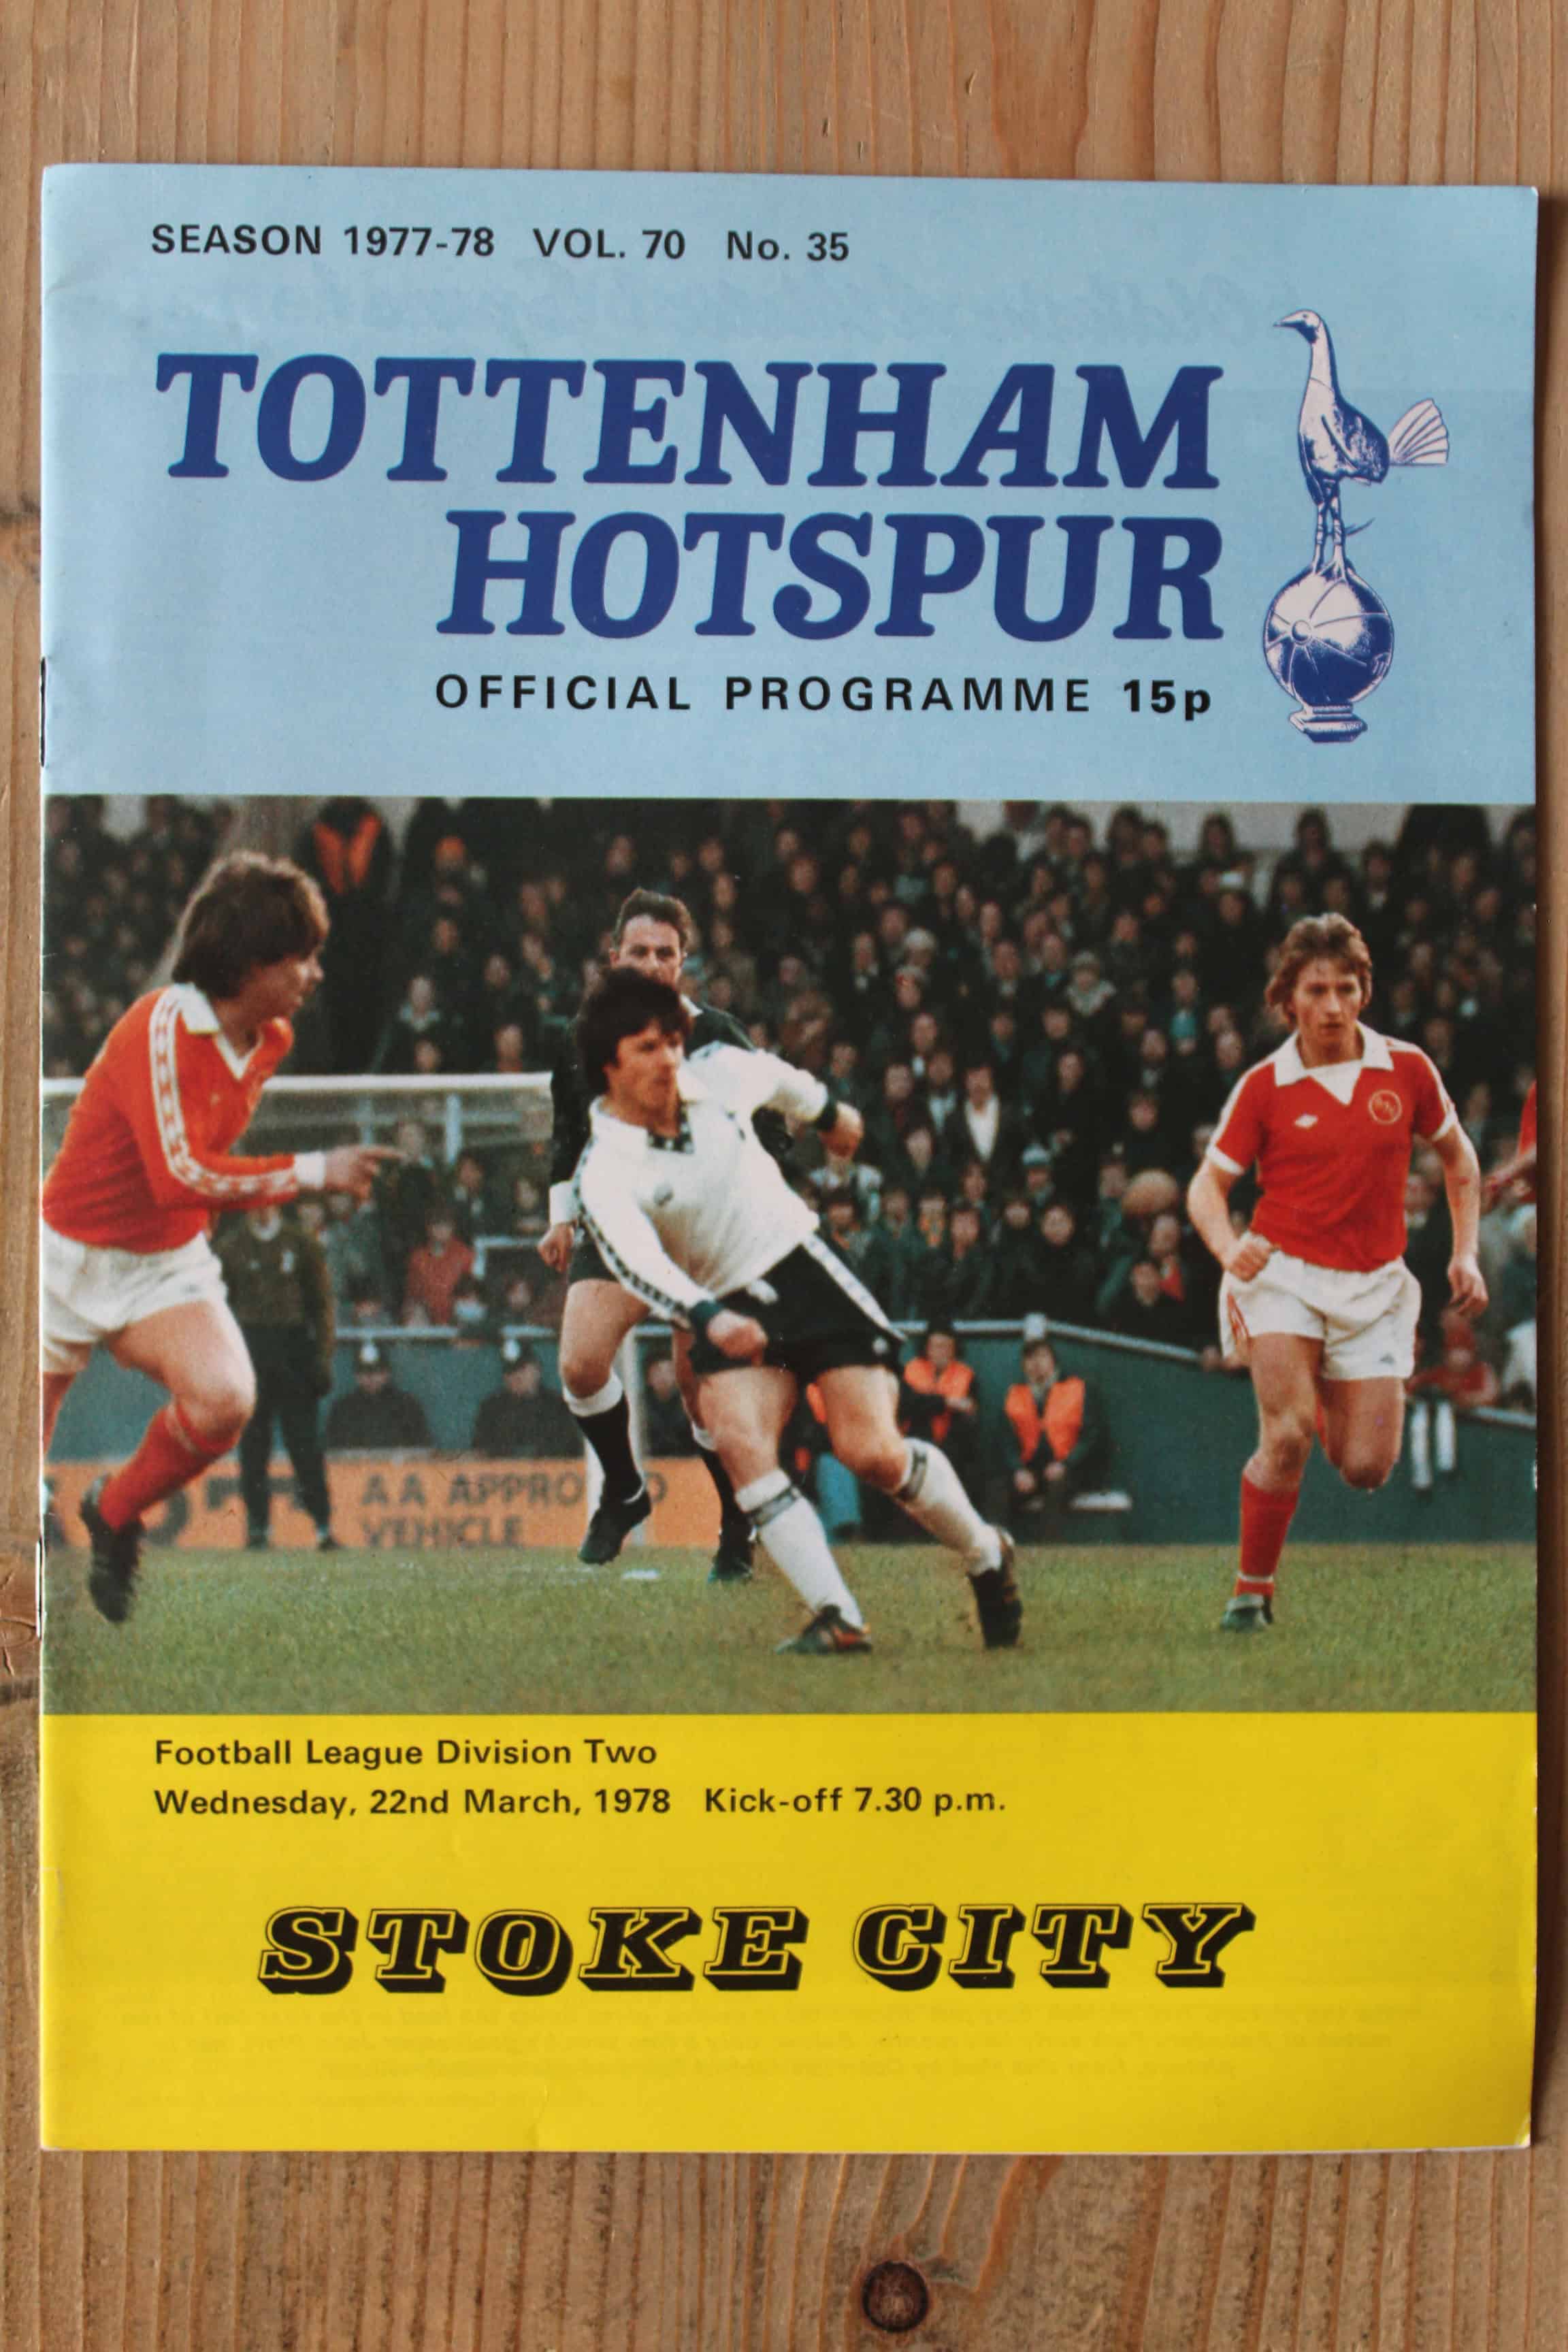 SEASON 1977-78 VOL. 70 No. 35
TOTTENHAM
HOTSPUR
OFFICIAL PROGRAMME 15p
AA APPRO D
VEHICLE
Football League Division Two
Wednesday, 22nd March, 1978 Kick-off 7.30 p.m.
STOKE CITY